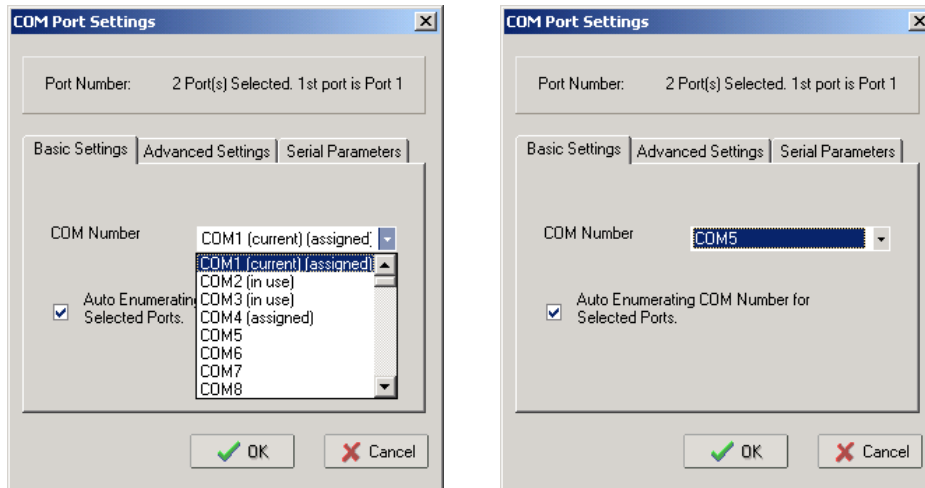 COM Port Settings
Port Number: 2 Port(s) Selected. 1st port is Port 1
Basic Settings Advanced Settings Serial Parameters
COM Number COM1 (current) (assigned)
COM1 (current) (assigned)
COM2 (in use)
Auto Enumerating COM3 (in use)
Selected Ports. COM4 (assigned)
COM5
COM6
COM7
COM8
OK Cancel
COM Port Settings
Port Number: 2 Port(s) Selected. 1st port is Port 1
Basic Settings Advanced Settings Serial Parameters
COM Number COM5
Auto Enumerating COM Number for
Selected Ports.
OK Cancel